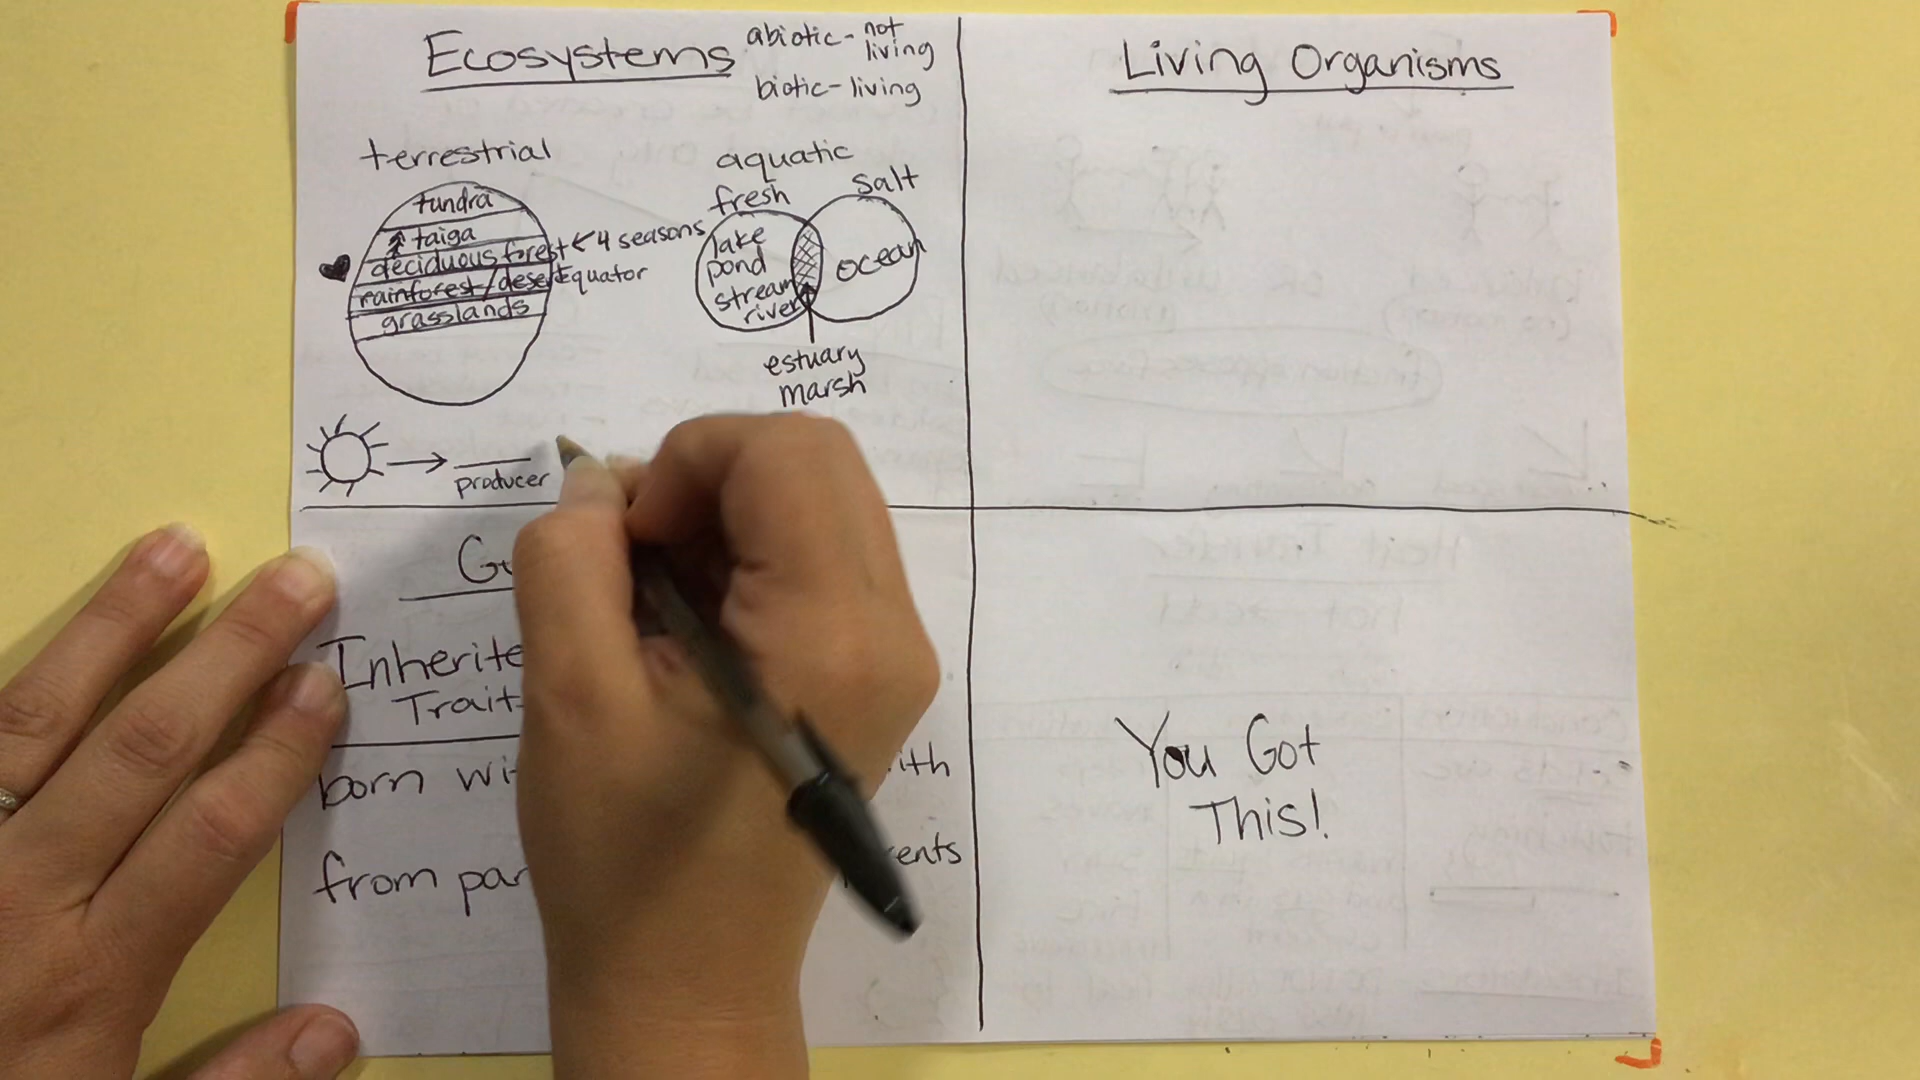 Ecosystems
abiotic- not
living
biotic- living
terrestrial
tundra
taiga
deciduous forest ← 4 seasons
rainforest/desert Equator
grasslands
aquatic
fresh
salt
lake
pond
stream
river
ocean
estuary
marsh
→
producer
Living Organisms
Inherite
Trait
born wi
ith
from par
ents
You Got
This!